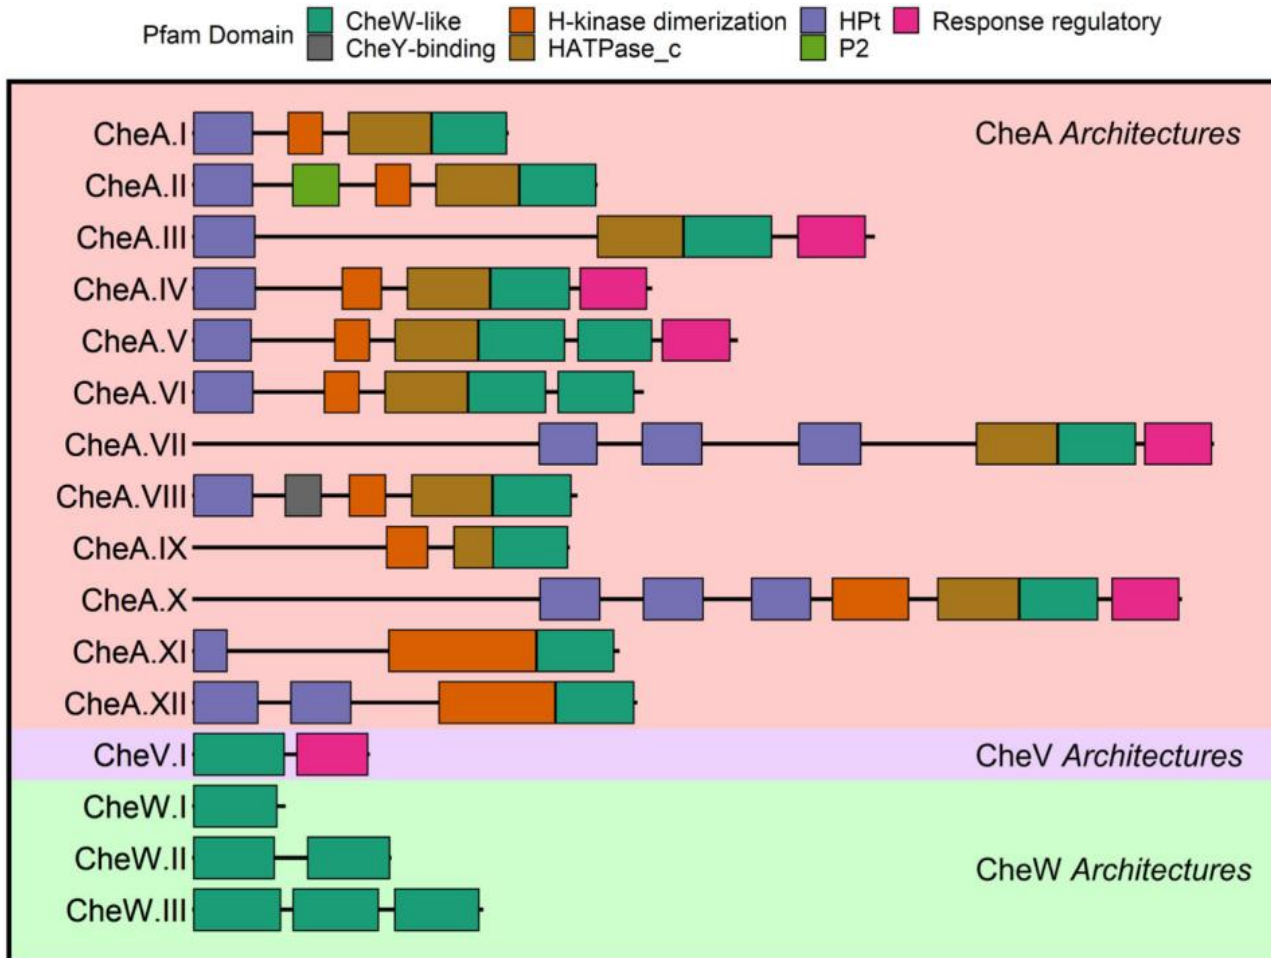 Pfam Domain
CheW-like
H-kinase dimerization
HPt
Response regulatory
CheY-binding
HATPase_c
P2
CheA.I
CheA Architectures
CheA.II
CheA.III
CheA.IV
CheA.V
CheA.VI
CheA.VII
CheA.VIII
CheA.IX
CheA.X
CheA.XI
CheA.XII
CheV.I
CheV Architectures
CheW.I
CheW.II
CheW Architectures
CheW.III